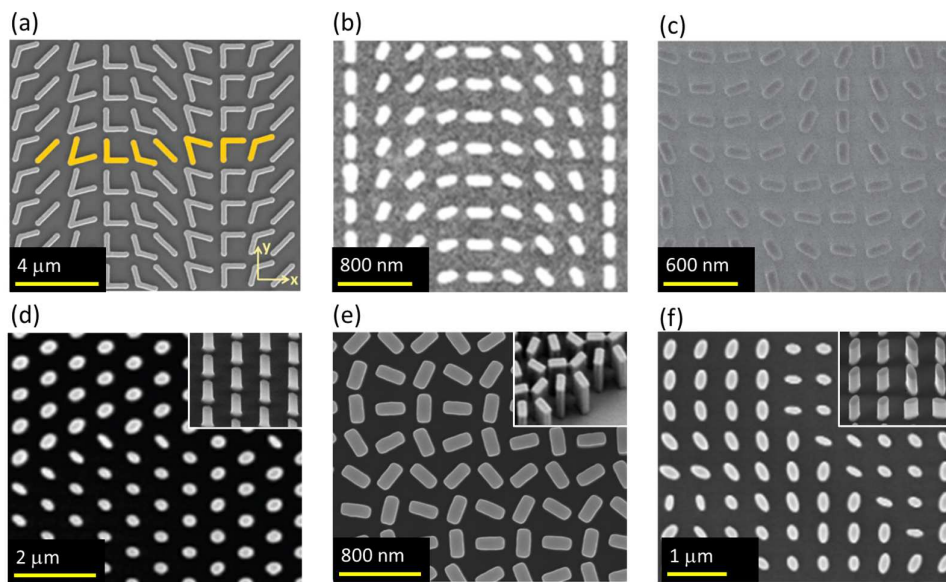 (a)
(b)
(c)
y
x
4 μm
800 nm
600 nm
(d)
(e)
(f)
2 μm
800 nm
1 μm